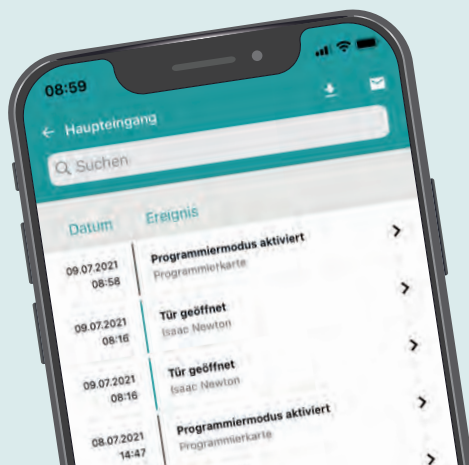 08:59
Haupteingang
Suchen
Datum Ereignis
09.07.2021 Programmiermodus aktiviert
08:58 Programmierkarte
09.07.2021 Tür geöffnet
08:16 Isaac Newton
09.07.2021 Tür geöffnet
08:16 Isaac Newton
08.07.2021 Programmiermodus aktiviert
14:47 Programmierkarte